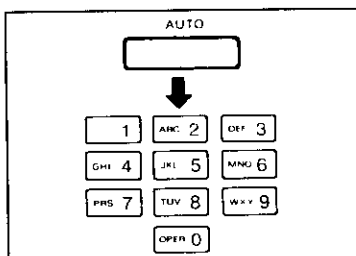 AUTO
1 ABC 2 DEF 3
GHI 4 JKL 5 MNO 6
PRS 7 TUV 8 WXY 9
OPER 0